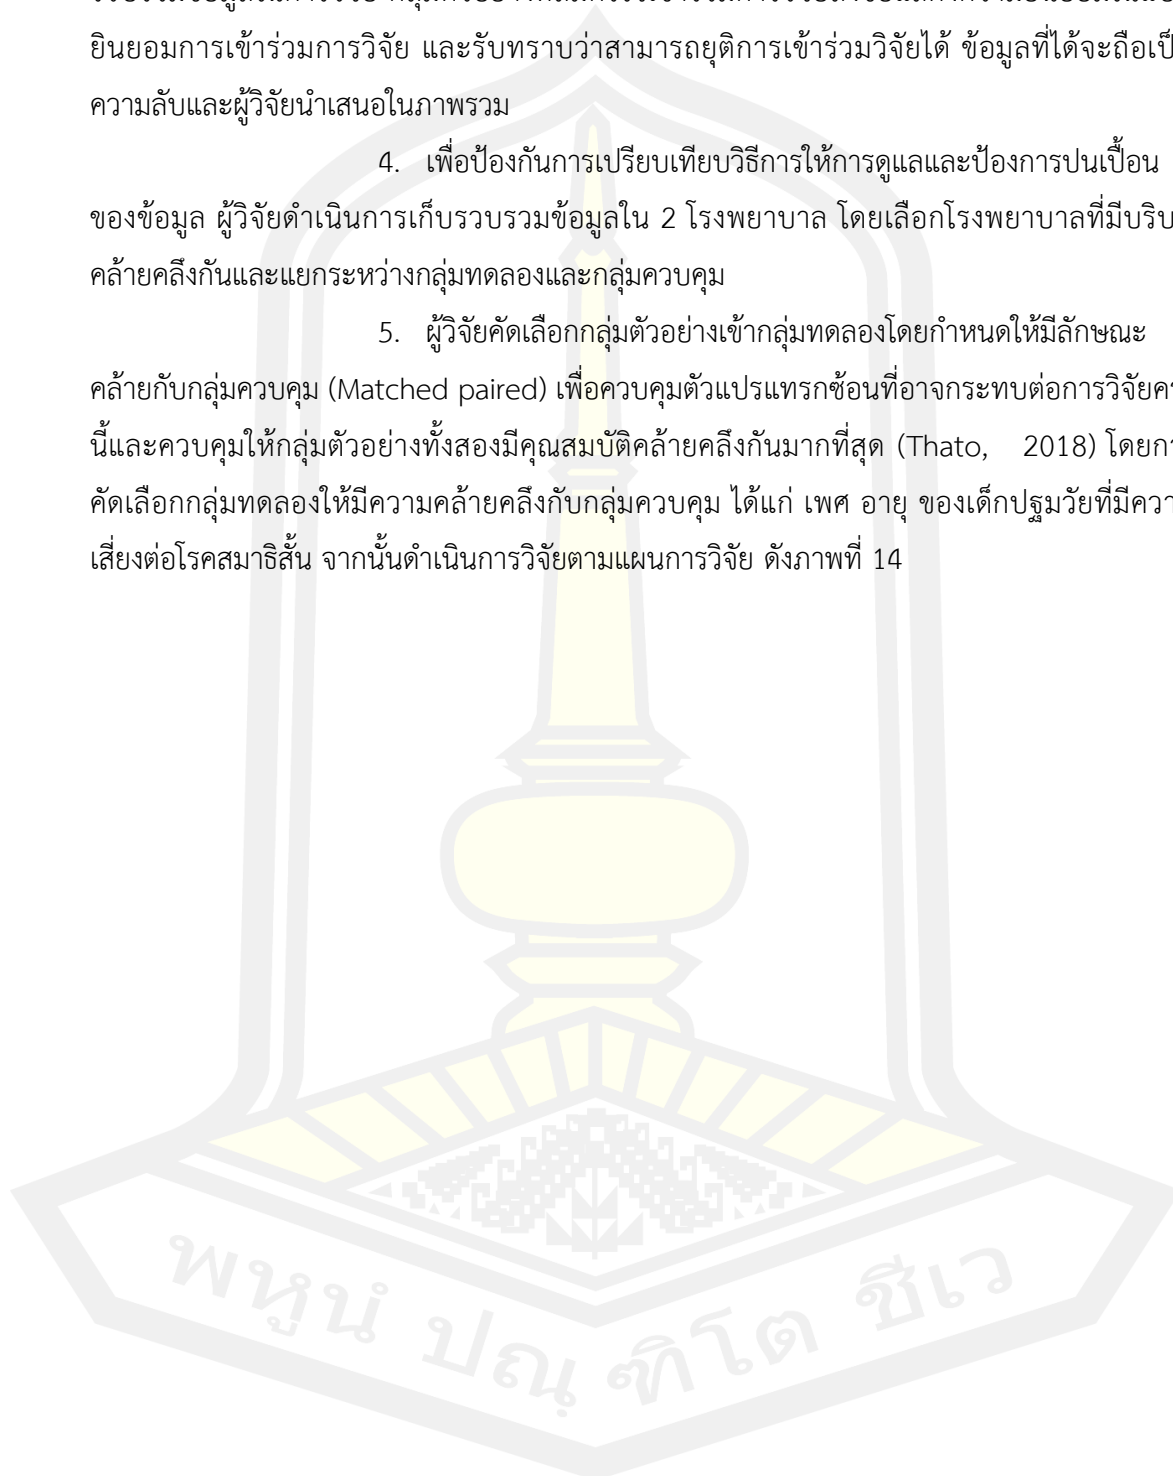 ยินยอมการเข้าร่วมการวิจัย และรับทราบว่าสามารถยุติการเข้าร่วมวิจัยได้ ข้อมูลที่ได้จะถือเป็
ความลับและผู้วิจัยนำเสนอในภาพรวม
4. เพื่อป้องกันการเปรียบเทียบวิธีการให้การดูแลและป้องการปนเปื้อน
ของข้อมูล ผู้วิจัยดำเนินการเก็บรวบรวมข้อมูลใน 2 โรงพยาบาล โดยเลือกโรงพยาบาลที่มีบริบ
คล้ายคลึงกันและแยกระหว่างกลุ่มทดลองและกลุ่มควบคุม
5. ผู้วิจัยคัดเลือกกลุ่มตัวอย่างเข้ากลุ่มทดลองโดยกำหนดให้มีลักษณะ
คล้ายกับกลุ่มควบคุม (Matched paired) เพื่อควบคุมตัวแปรแทรกซ้อนที่อาจกระทบต่อการวิจัยคร
นี้และควบคุมให้กลุ่มตัวอย่างทั้งสองมีคุณสมบัติคล้ายคลึงกันมากที่สุด (Thato, 2018) โดยกา
คัดเลือกกลุ่มทดลองให้มีความคล้ายคลึงกับกลุ่มควบคุม ได้แก่ เพศ อายุ ของเด็กปฐมวัยที่มีควา
เสี่ยงต่อโรคสมาธิสั้น จากนั้นดำเนินการวิจัยตามแผนการวิจัย ดังภาพที่ 14
พหูนํ ปณฺฑิโต ชีเว